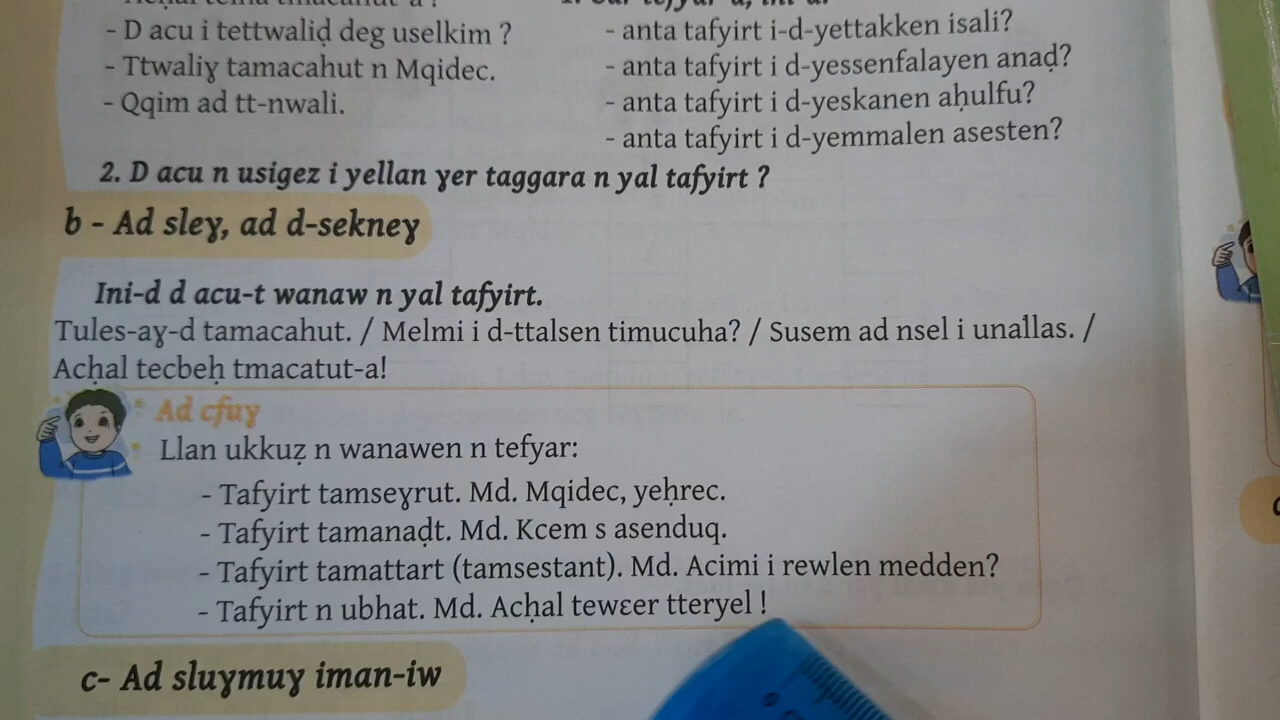 - D acu i tettwaliḍ deg uselkim ?
- Ttwaliɣ tamacahut n Mqidec.
- Qqim ad tt-nwali.
- anta tafyirt i-d-yettakken isali?
- anta tafyirt i d-yessenfalayen anaḍ?
- anta tafyirt i d-yeskanen aḥulfu?
- anta tafyirt i d-yemmalen asesten?
2. D acu n usigez i yellan ɣer taggara n yal tafyirt ?
b - Ad sleɣ, ad d-sekneɣ
Ini-d d acu-t wanaw n yal tafyirt.
Tules-aɣ-d tamacahut. / Melmi i d-ttalsen timucuha? / Susem ad nsel i unallas. /
Acḥal tecbeḥ tmacatut-a!
Ad cfuɣ
Llan ukkuẓ n wanawen n tefyar:
- Tafyirt tamseɣrut. Md. Mqidec, yeḥrec.
- Tafyirt tamanaḍt. Md. Kcem s asenduq.
- Tafyirt tamattart (tamsestant). Md. Acimi i rewlen medden?
- Tafyirt n ubhat. Md. Acḥal tewɛer tteryel !
c- Ad sluɣmuɣ iman-iw